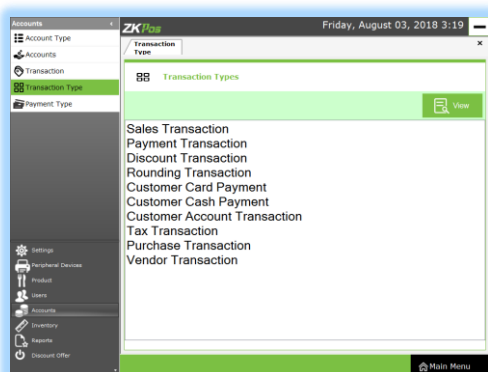 Accounts
Account Type
Accounts
Transaction
Transaction Type
Payment Type
Settings
Peripheral Devices
Product
Users
Accounts
Inventory
Reports
Discount Offer
ZKPos
Friday, August 03, 2018 3:19
Transaction
Type
×
Transaction Types
View
Sales Transaction
Payment Transaction
Discount Transaction
Rounding Transaction
Customer Card Payment
Customer Cash Payment
Customer Account Transaction
Tax Transaction
Purchase Transaction
Vendor Transaction
Main Menu